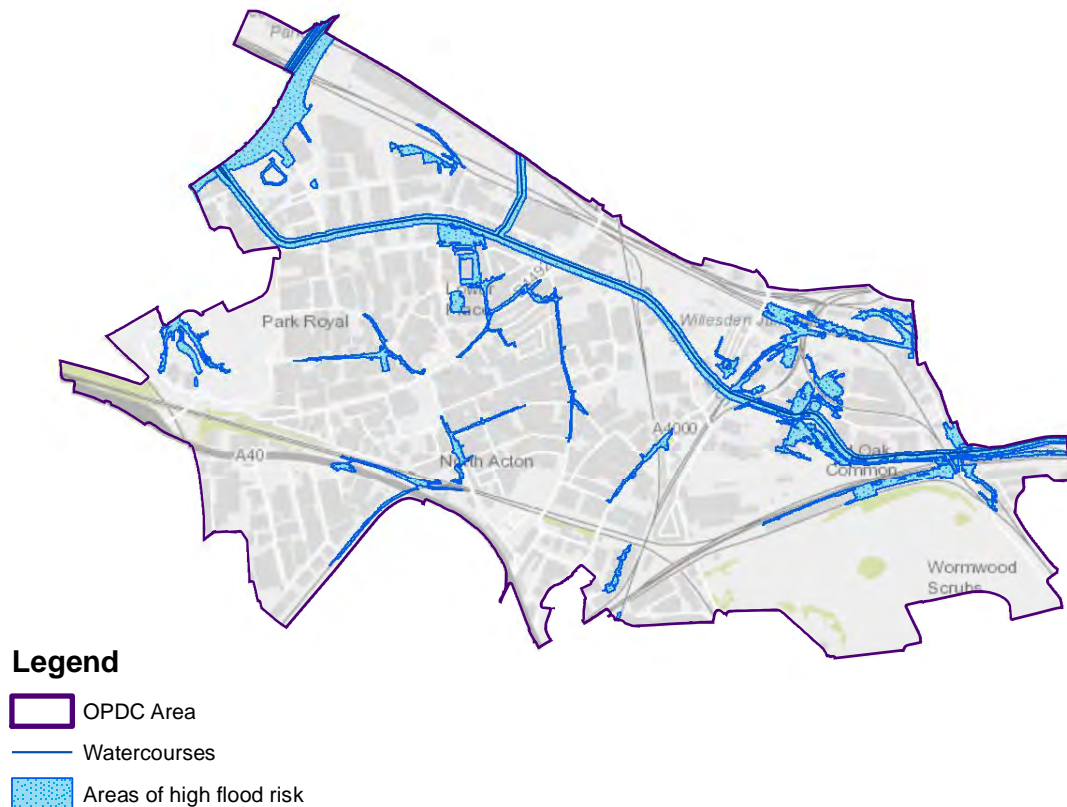 Park Royal
Willesden Ju
A4000
A40
North Acton
Oak
Common
Wormwood
Scrubs
Legend
OPDC Area
Watercourses
Areas of high flood risk